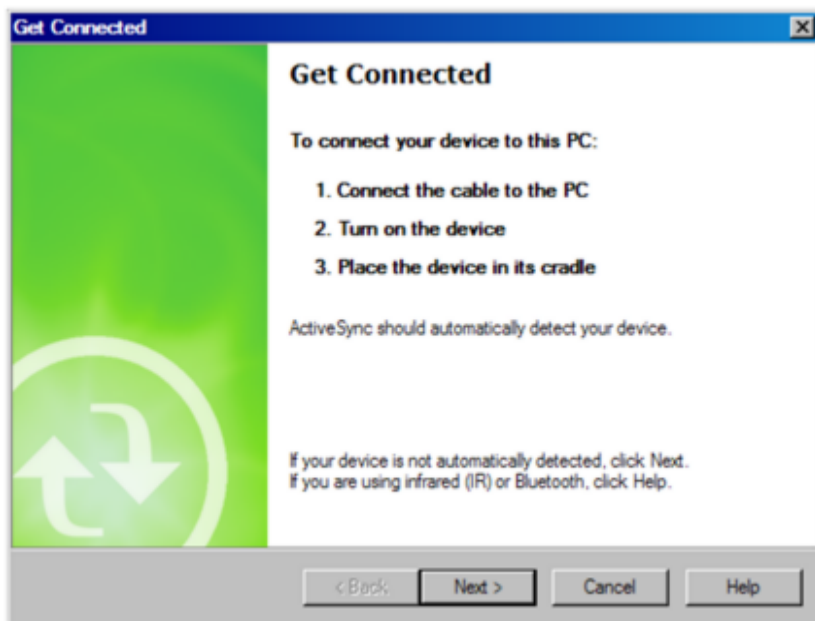 Get Connected
Get Connected
To connect your device to this PC:
1. Connect the cable to the PC
2. Turn on the device
3. Place the device in its cradle
ActiveSync should automatically detect your device.
If your device is not automatically detected, click Next.
If you are using infrared (IR) or Bluetooth, click Help.
< Back Next > Cancel Help